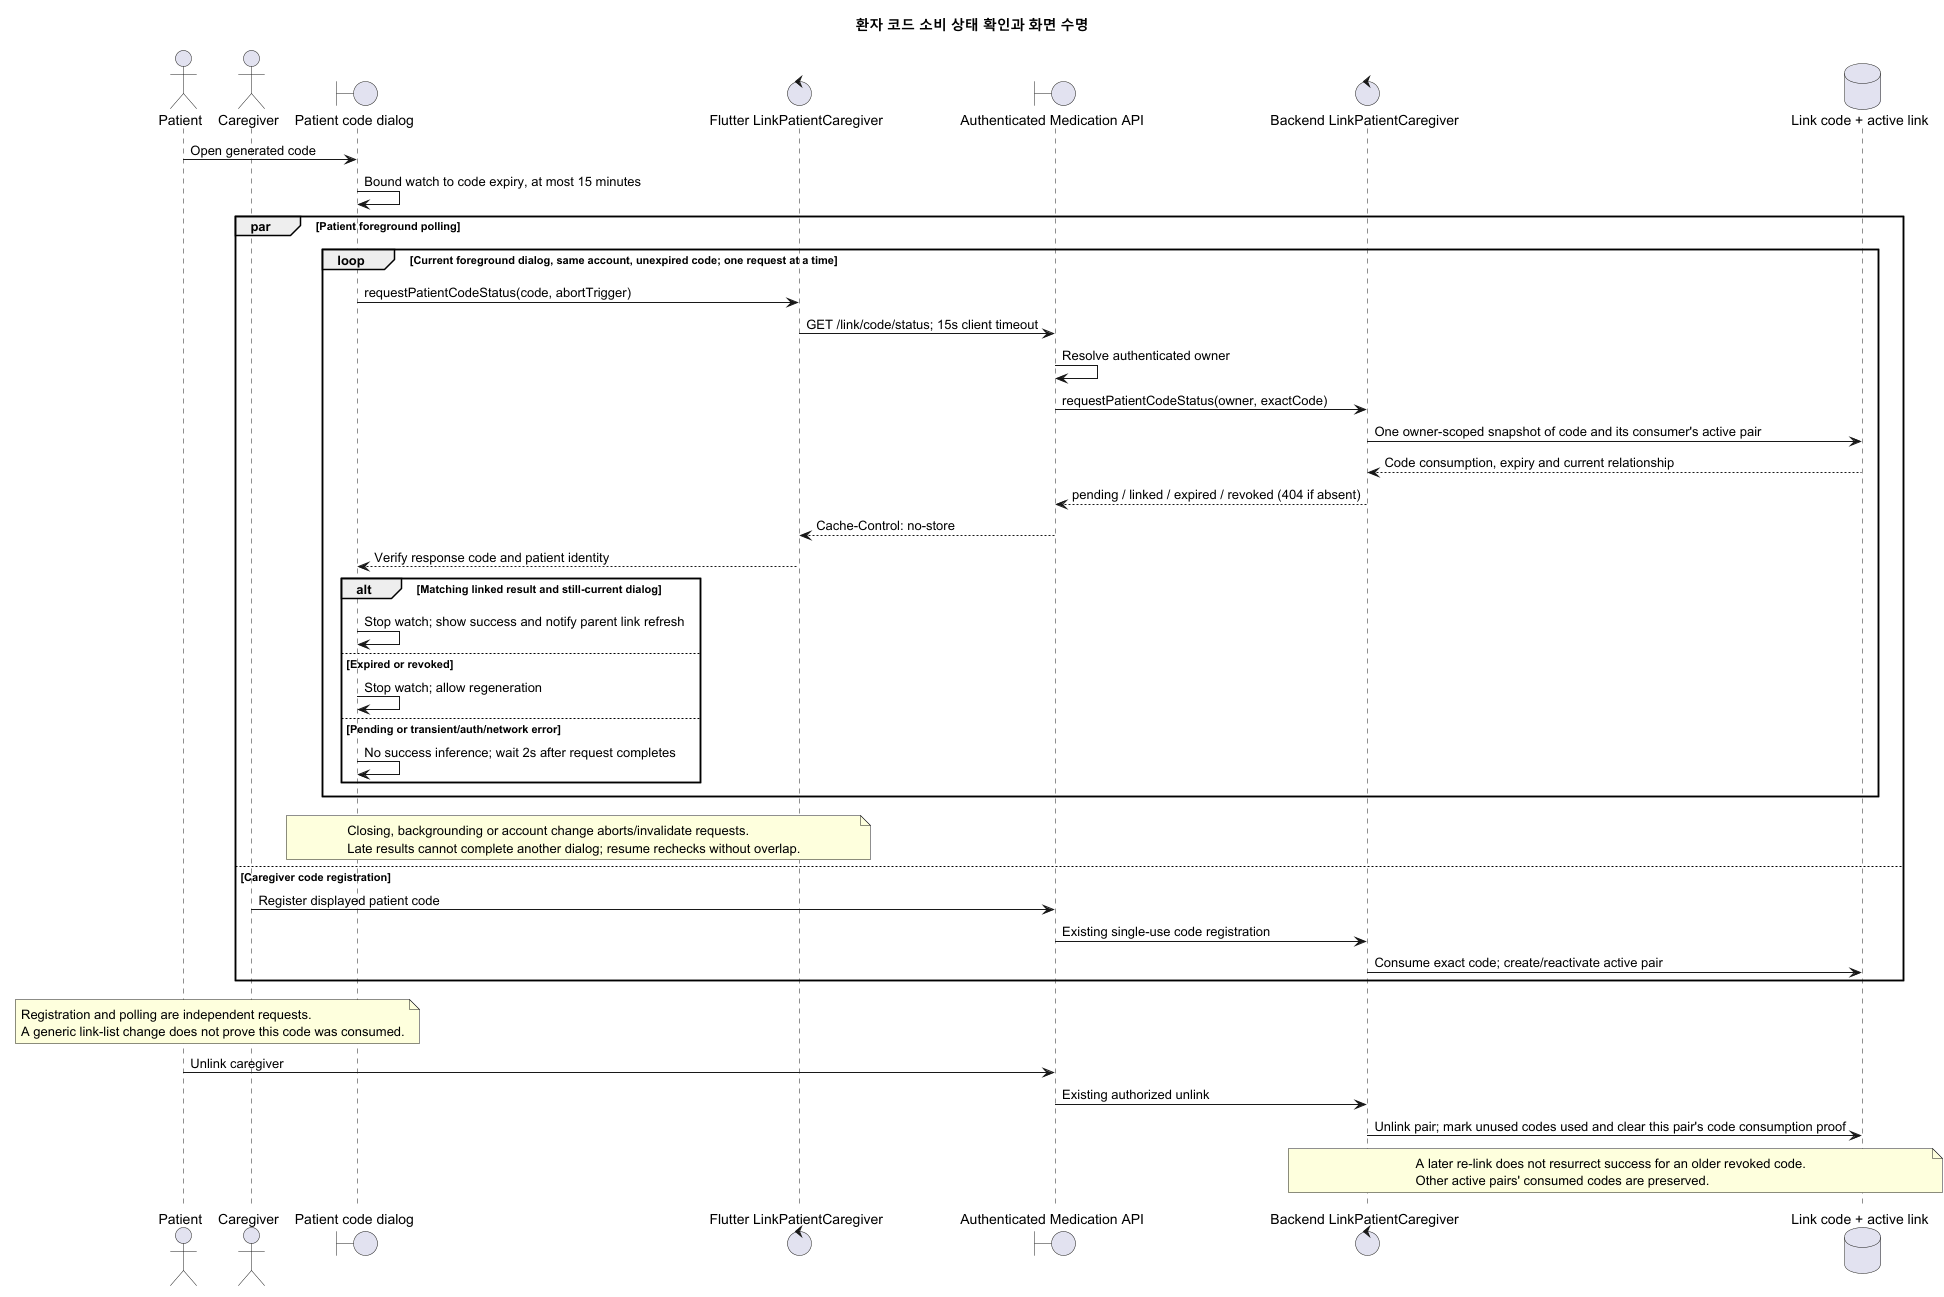 환자 코드 소비 상태 확인과 화면 수명
Patient
Caregiver
Patient code dialog
Flutter LinkPatientCaregiver
Authenticated Medication API
Backend LinkPatientCaregiver
Link code + active link
Open generated code
Bound watch to code expiry, at most 15 minutes
par [Patient foreground polling]
loop [Current foreground dialog, same account, unexpired code; one request at a time]
requestPatientCodeStatus(code, abortTrigger)
GET /link/code/status; 15s client timeout
Resolve authenticated owner
requestPatientCodeStatus(owner, exactCode)
One owner-scoped snapshot of code and its consumer's active pair
Code consumption, expiry and current relationship
pending / linked / expired / revoked (404 if absent)
Cache-Control: no-store
Verify response code and patient identity
alt [Matching linked result and still-current dialog]
Stop watch; show success and notify parent link refresh
[Expired or revoked]
Stop watch; allow regeneration
[Pending or transient/auth/network error]
No success inference; wait 2s after request completes
Closing, backgrounding or account change aborts/invalidate requests.
Late results cannot complete another dialog; resume rechecks without overlap.
[Caregiver code registration]
Register displayed patient code
Existing single-use code registration
Consume exact code; create/reactivate active pair
Registration and polling are independent requests.
A generic link-list change does not prove this code was consumed.
Unlink caregiver
Existing authorized unlink
Unlink pair; mark unused codes used and clear this pair's code consumption proof
A later re-link does not resurrect success for an older revoked code.
Other active pairs' consumed codes are preserved.
Patient
Caregiver
Patient code dialog
Flutter LinkPatientCaregiver
Authenticated Medication API
Backend LinkPatientCaregiver
Link code + active link